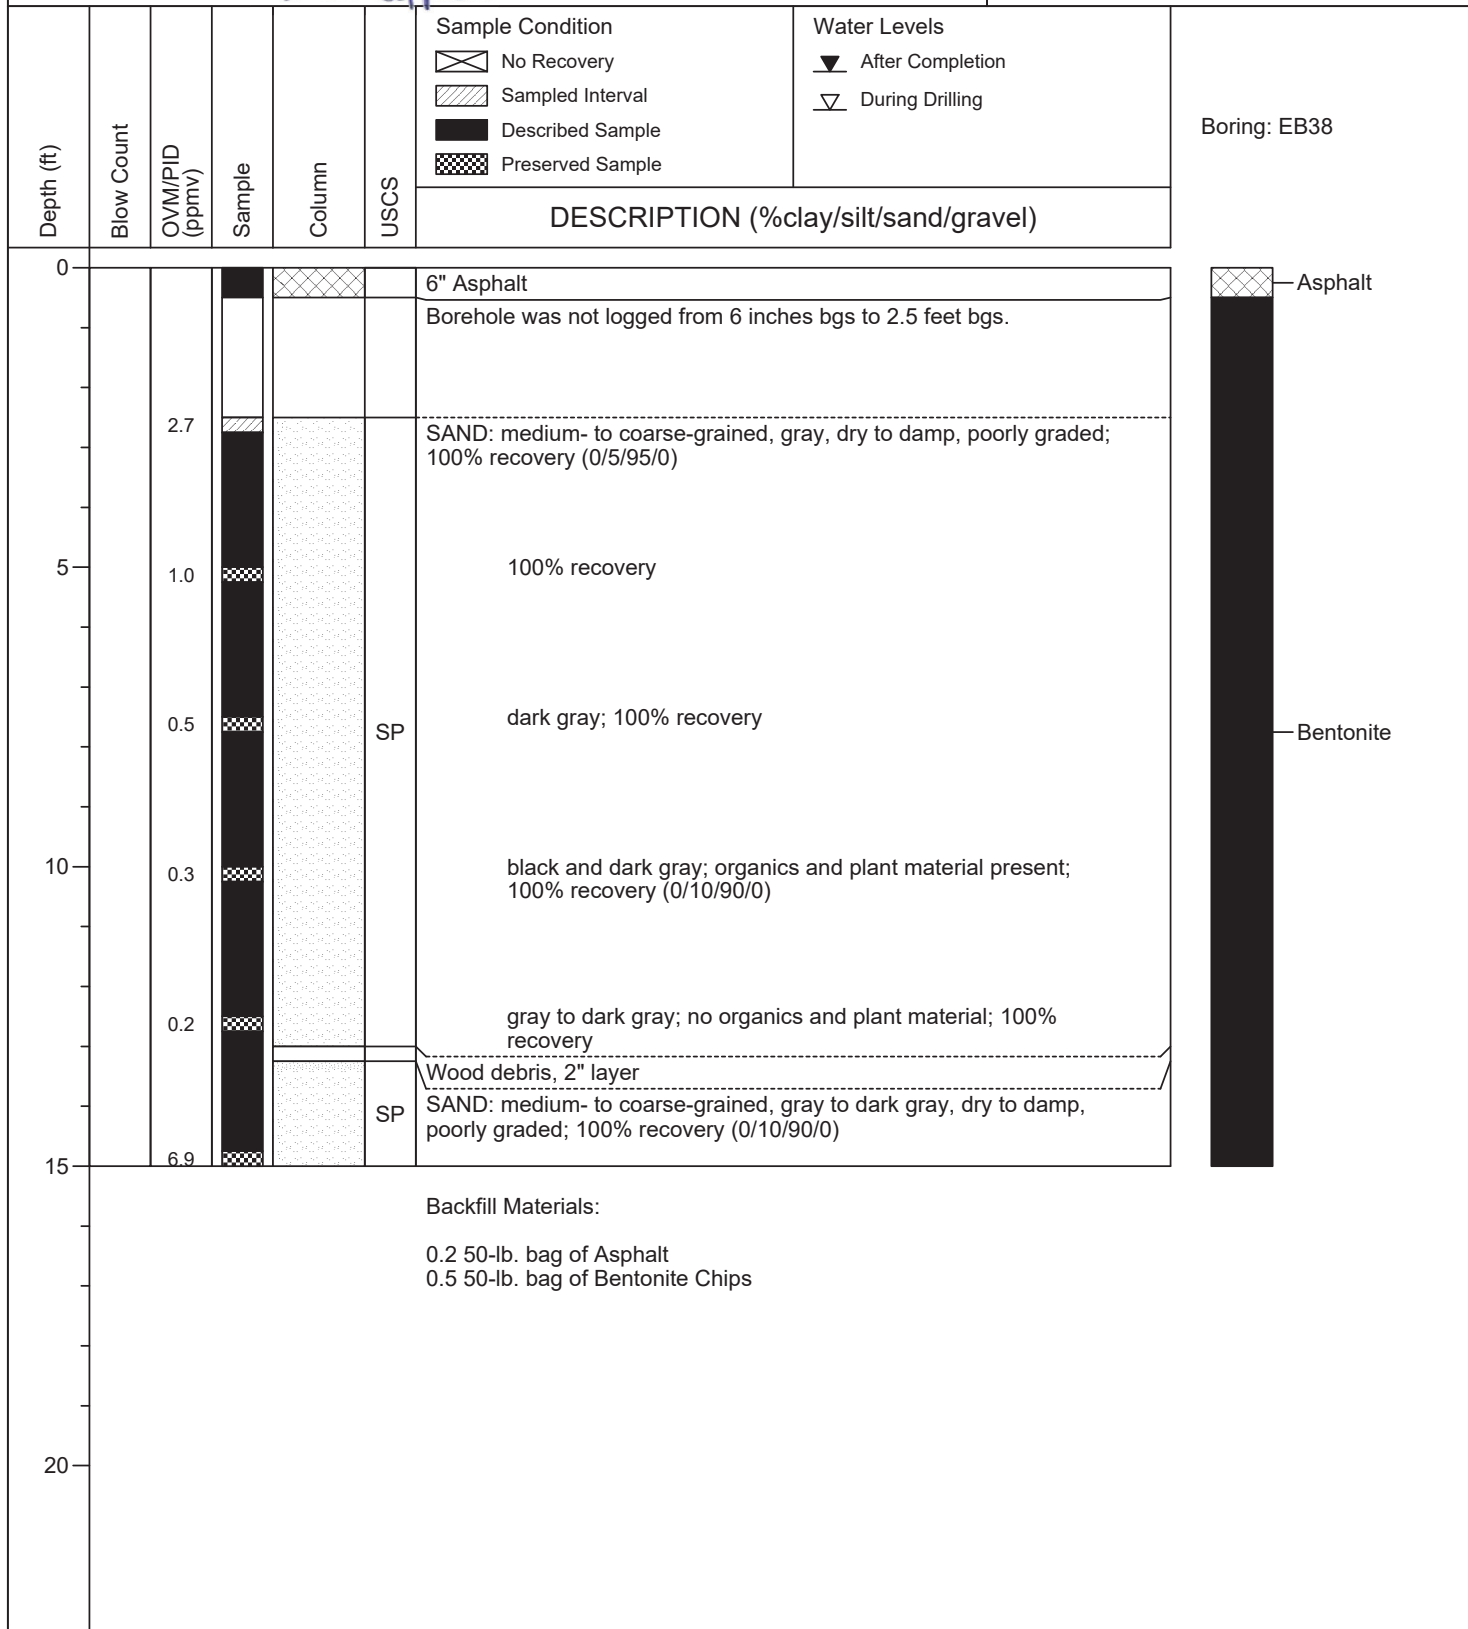 Sample Condition
No Recovery
Sampled Interval
Described Sample
Preserved Sample
Water Levels
After Completion
During Drilling
Boring: EB38
Depth (ft)
Blow Count
OVM/PID
(ppmv)
Sample
Column
USCS
DESCRIPTION (%clay/silt/sand/gravel)
0
6" Asphalt
Asphalt
Borehole was not logged from 6 inches bgs to 2.5 feet bgs.
2.7
SAND: medium- to coarse-grained, gray, dry to damp, poorly graded;
100% recovery (0/5/95/0)
5
1.0
100% recovery
0.5
dark gray; 100% recovery
SP
Bentonite
10
0.3
black and dark gray; organics and plant material present;
100% recovery (0/10/90/0)
0.2
gray to dark gray; no organics and plant material; 100%
recovery
Wood debris, 2" layer
SP
SAND: medium- to coarse-grained, gray to dark gray, dry to damp,
poorly graded; 100% recovery (0/10/90/0)
6.9
15
Backfill Materials:
0.2 50-lb. bag of Asphalt
0.5 50-lb. bag of Bentonite Chips
20